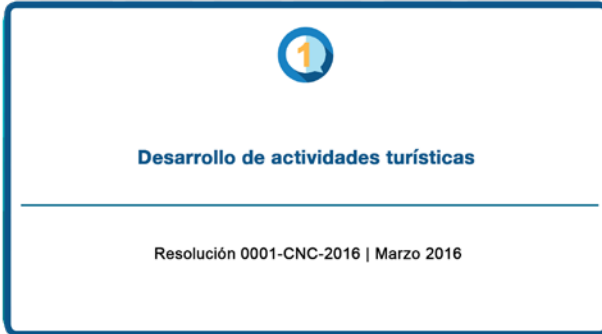 1
Desarrollo de actividades turísticas
Resolución 0001-CNC-2016 | Marzo 2016